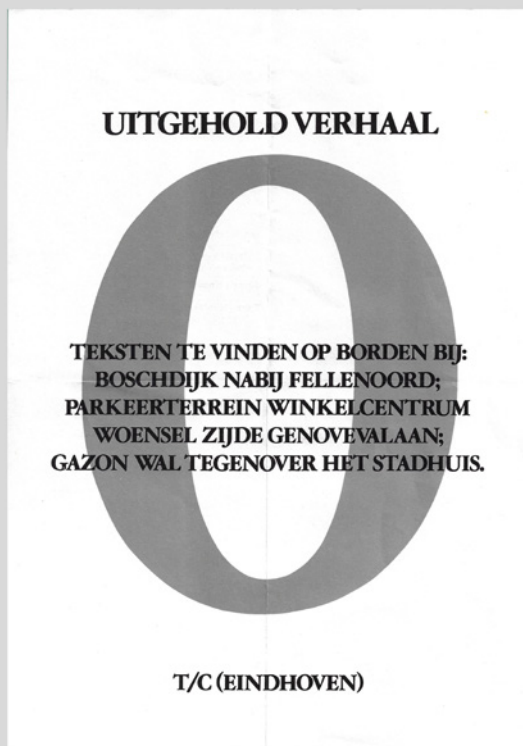 UITGEHOLD VERHAAL
0
TEKSTEN TE VINDEN OP BORDEN BIJ:
BOSCHDIJK NABIJ FELLENOORD;
PARKEERTERREIN WINKELCENTRUM
WOENSEL ZIJDE GENOVEVALAAN;
GAZON WAL TEGENOVER HET STADHUIS.
T/C (EINDHOVEN)